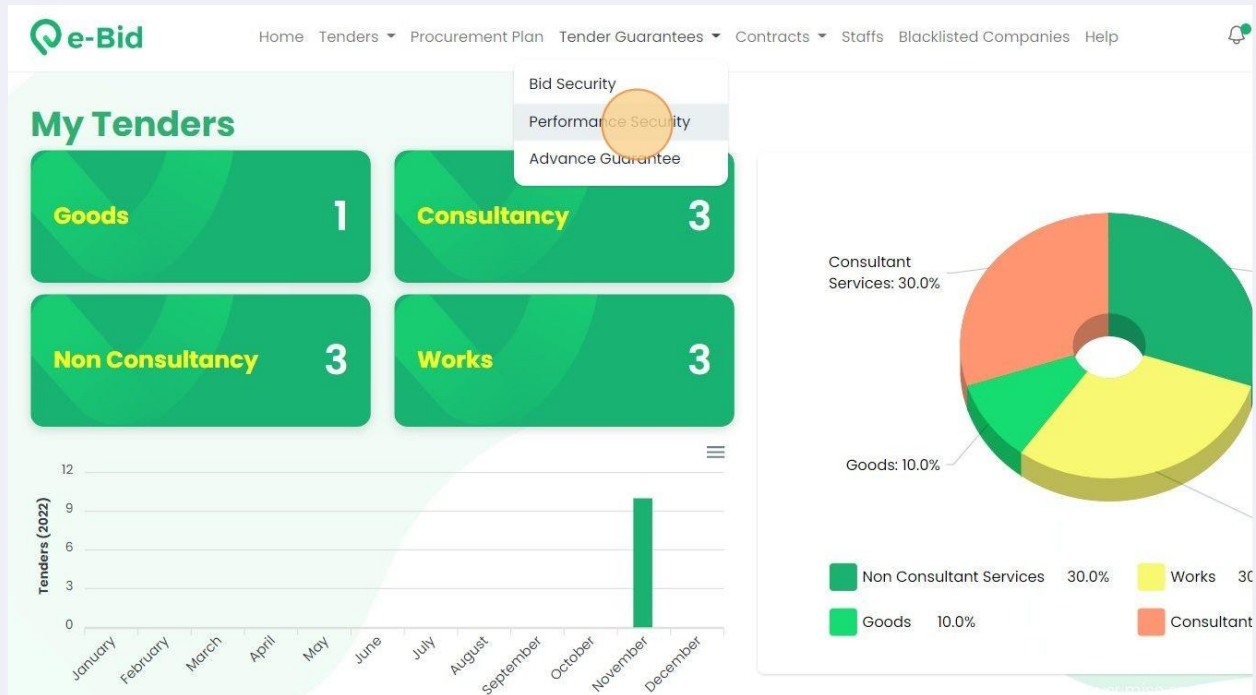 e-Bid
Home Tenders Procurement Plan Tender Guarantees Contracts Staffs Blacklisted Companies Help
Bid Security
Performance Security
Advance Guarantee
My Tenders
Goods 1
Consultancy 3
Non Consultancy 3
Works 3
Tenders (2022)
12
9
6
3
0
January February March April May June July August September October November December
Consultant
Services: 30.0%
Goods: 10.0%
Non Consultant Services 30.0%
Works
Goods 10.0%
Consultant